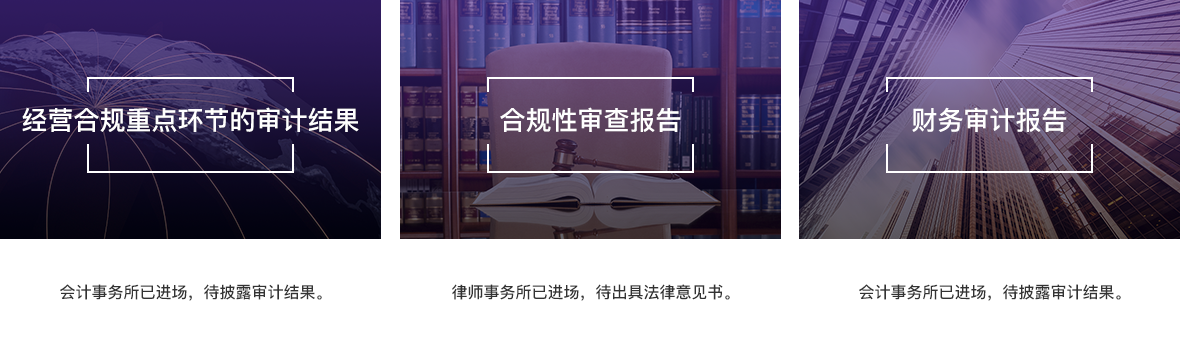 经营合规重点环节的审计结果
合规性审查报告
财务审计报告
会计事务所已进场，待披露审计结果。
律师事务所已进场，待出具法律意见书。
会计事务所已进场，待披露审计结果。